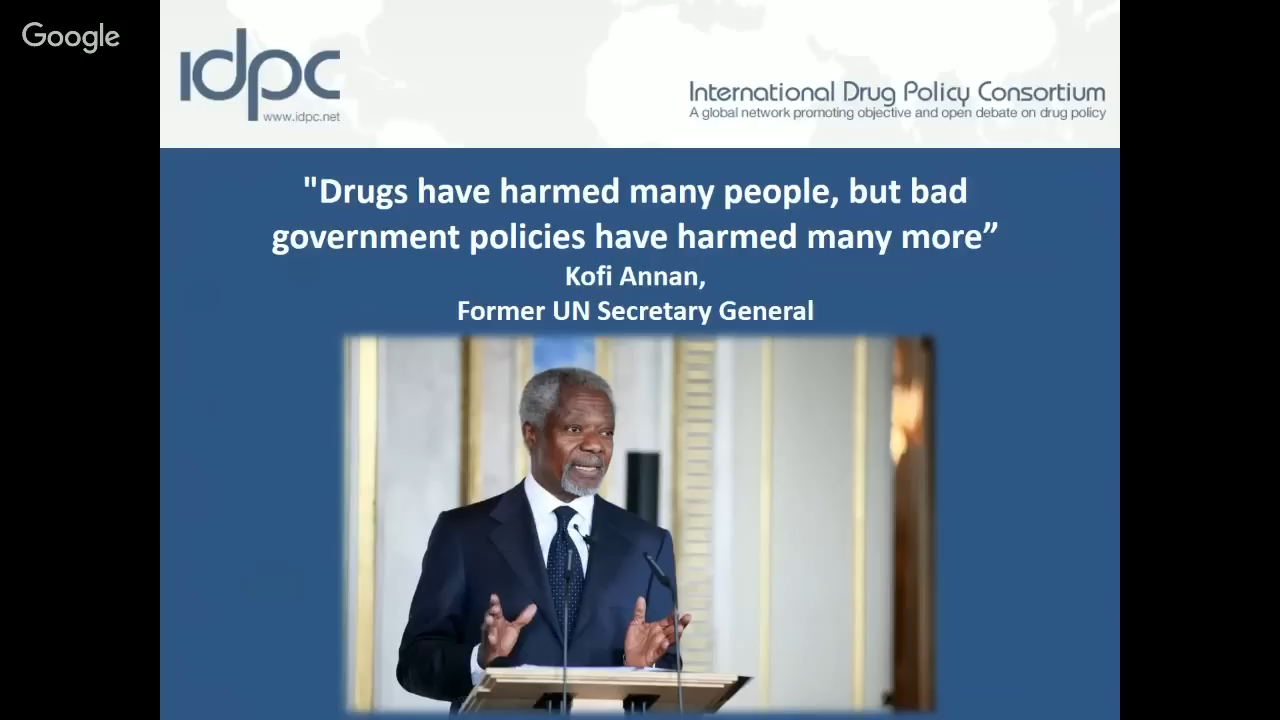 Google
idpc
www.idpc.net
International Drug Policy Consortium
A global network promoting objective and open debate on drug policy
"Drugs have harmed many people, but bad
government policies have harmed many more”
Kofi Annan,
Former UN Secretary General